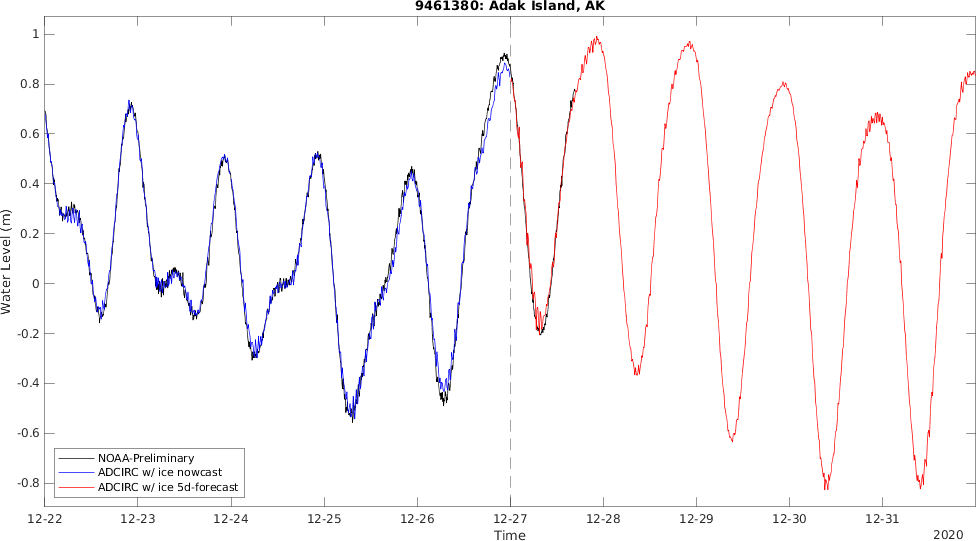 9461380: Adak Island, AK
Water Level (m)
1
0.8
0.6
0.4
0.2
0
-0.2
-0.4
-0.6
-0.8
NOAA-Preliminary
ADCIRC w/ ice nowcast
ADCIRC w/ ice 5d-forecast
12-22 12-23 12-24 12-25 12-26 12-27 12-28 12-29 12-30 12-31
Time
2020